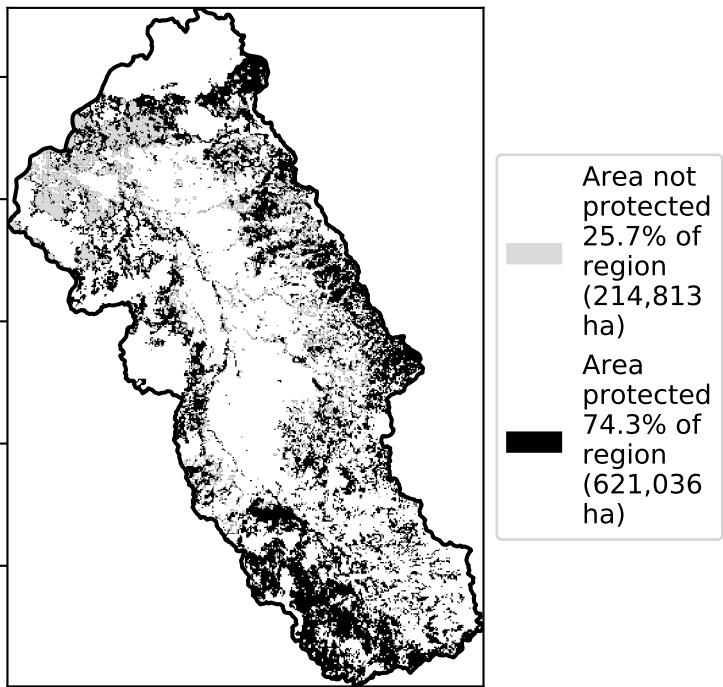 Area not
protected
25.7% of
region
(214,813
ha)
Area
protected
74.3% of
region
(621,036
ha)